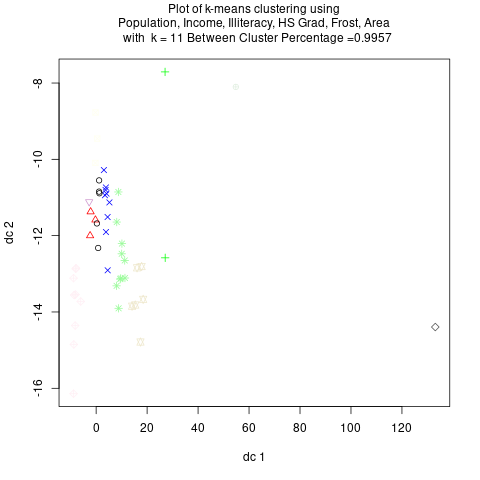 Plot of k-means clustering using
Population, Income, Illiteracy, HS Grad, Frost, Area
with k = 11 Between Cluster Percentage =0.9957
dc 2
-8
-10
-12
-14
-16
0 20 40 60 80 100 120
dc 1